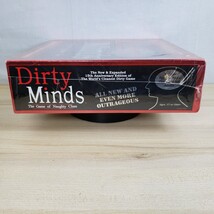 Dirty
Minds
The Game of Naughty Clues
The New & Expanded
15th Anniversary Edition of
The World's Cleanest Dirty Game
ALL NEW AND
EVEN MORE
OUTRAGEOUS